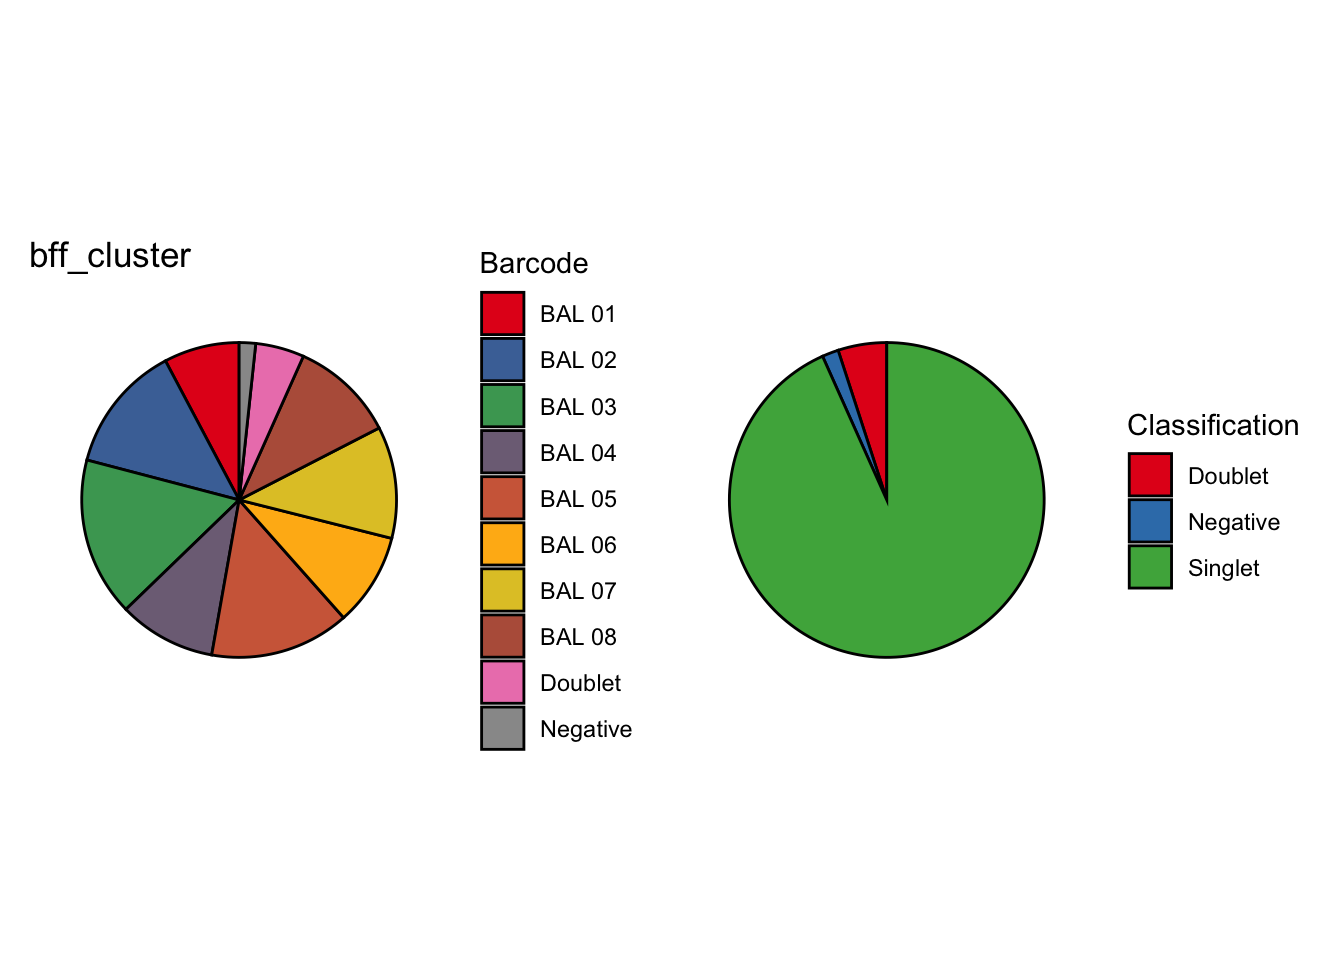 bff_cluster
Barcode
BAL 01
BAL 02
BAL 03
BAL 04
BAL 05
BAL 06
BAL 07
BAL 08
Doublet
Negative
Classification
Doublet
Negative
Singlet